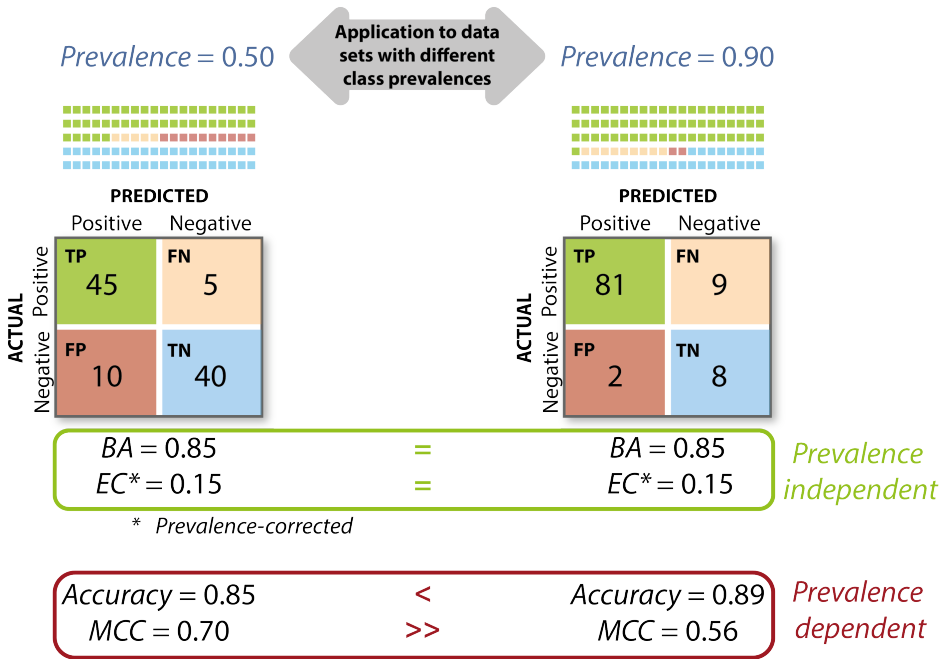 Application to data
sets with different
class prevalences
Prevalence = 0.50
Prevalence = 0.90
PREDICTED
Positive Negative
ACTUAL
Positive
Negative
TP
45
FN
5
FP
10
TN
40
PREDICTED
Positive Negative
ACTUAL
Positive
Negative
TP
81
FN
9
FP
2
TN
8
BA = 0.85 = BA = 0.85
EC* = 0.15 = EC* = 0.15
Prevalence
independent
* Prevalence-corrected
Accuracy = 0.85 < Accuracy = 0.89
MCC = 0.70 >> MCC = 0.56
Prevalence
dependent